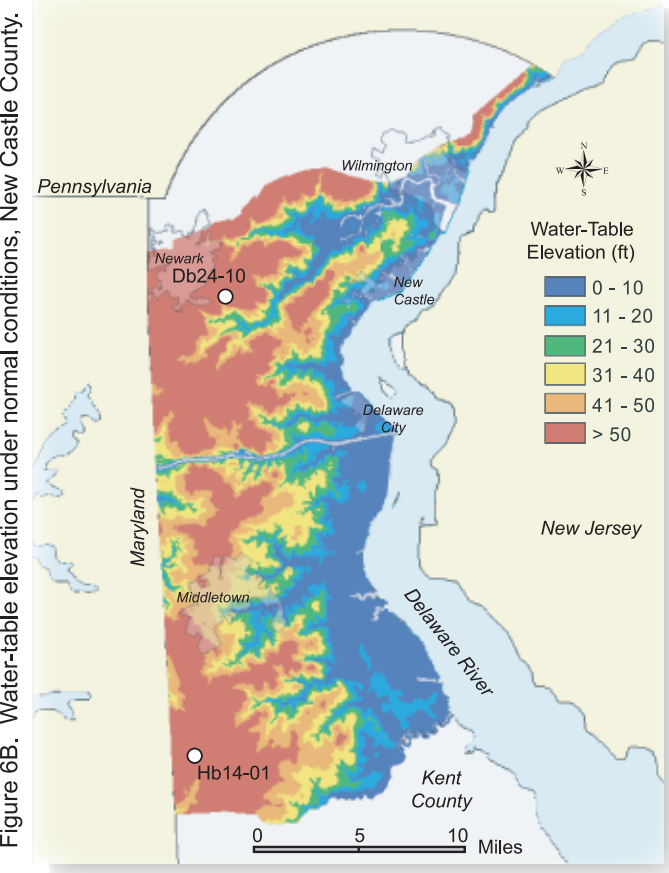 Figure 6B. Water-table elevation under normal conditions, New Castle County.
Pennsylvania
Wilmington
N
W E
S
Newark
Db24-10
New
Castle
Water-Table
Elevation (ft)
0 - 10
11 - 20
21 - 30
31 - 40
41 - 50
> 50
Delaware
City
Maryland
New Jersey
Middletown
Delaware River
Hb14-01
Kent
County
0 5 10 Miles